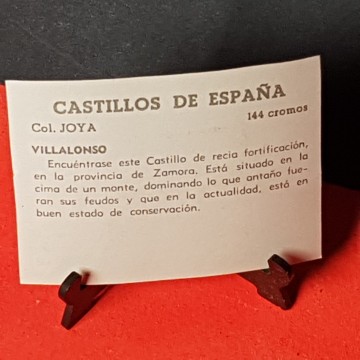 CASTILLOS DE ESPAÑA
Col. JOYA 144 cromos
VILLALONSO
Encuéntrase este Castillo de recia fortificación,
en la provincia de Zamora. Está situado en la
cima de un monte, dominando lo que antaño fue-
ran sus feudos y que en la actualidad, está en
buen estado de conservación.